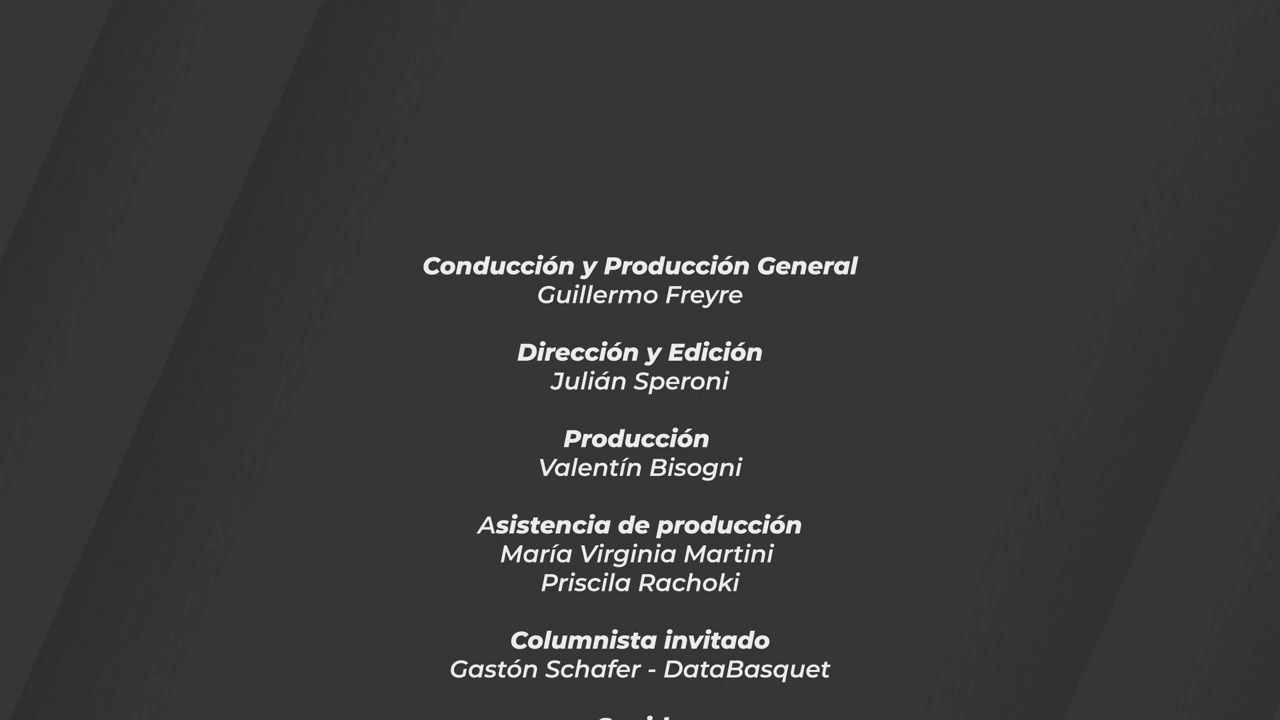 Conducción y Producción General
Guillermo Freyre
Dirección y Edición
Julián Speroni
Producción
Valentín Bisogni
Asistencia de producción
María Virginia Martini
Priscila Rachoki
Columnista invitado
Gastón Schafer - DataBasquet